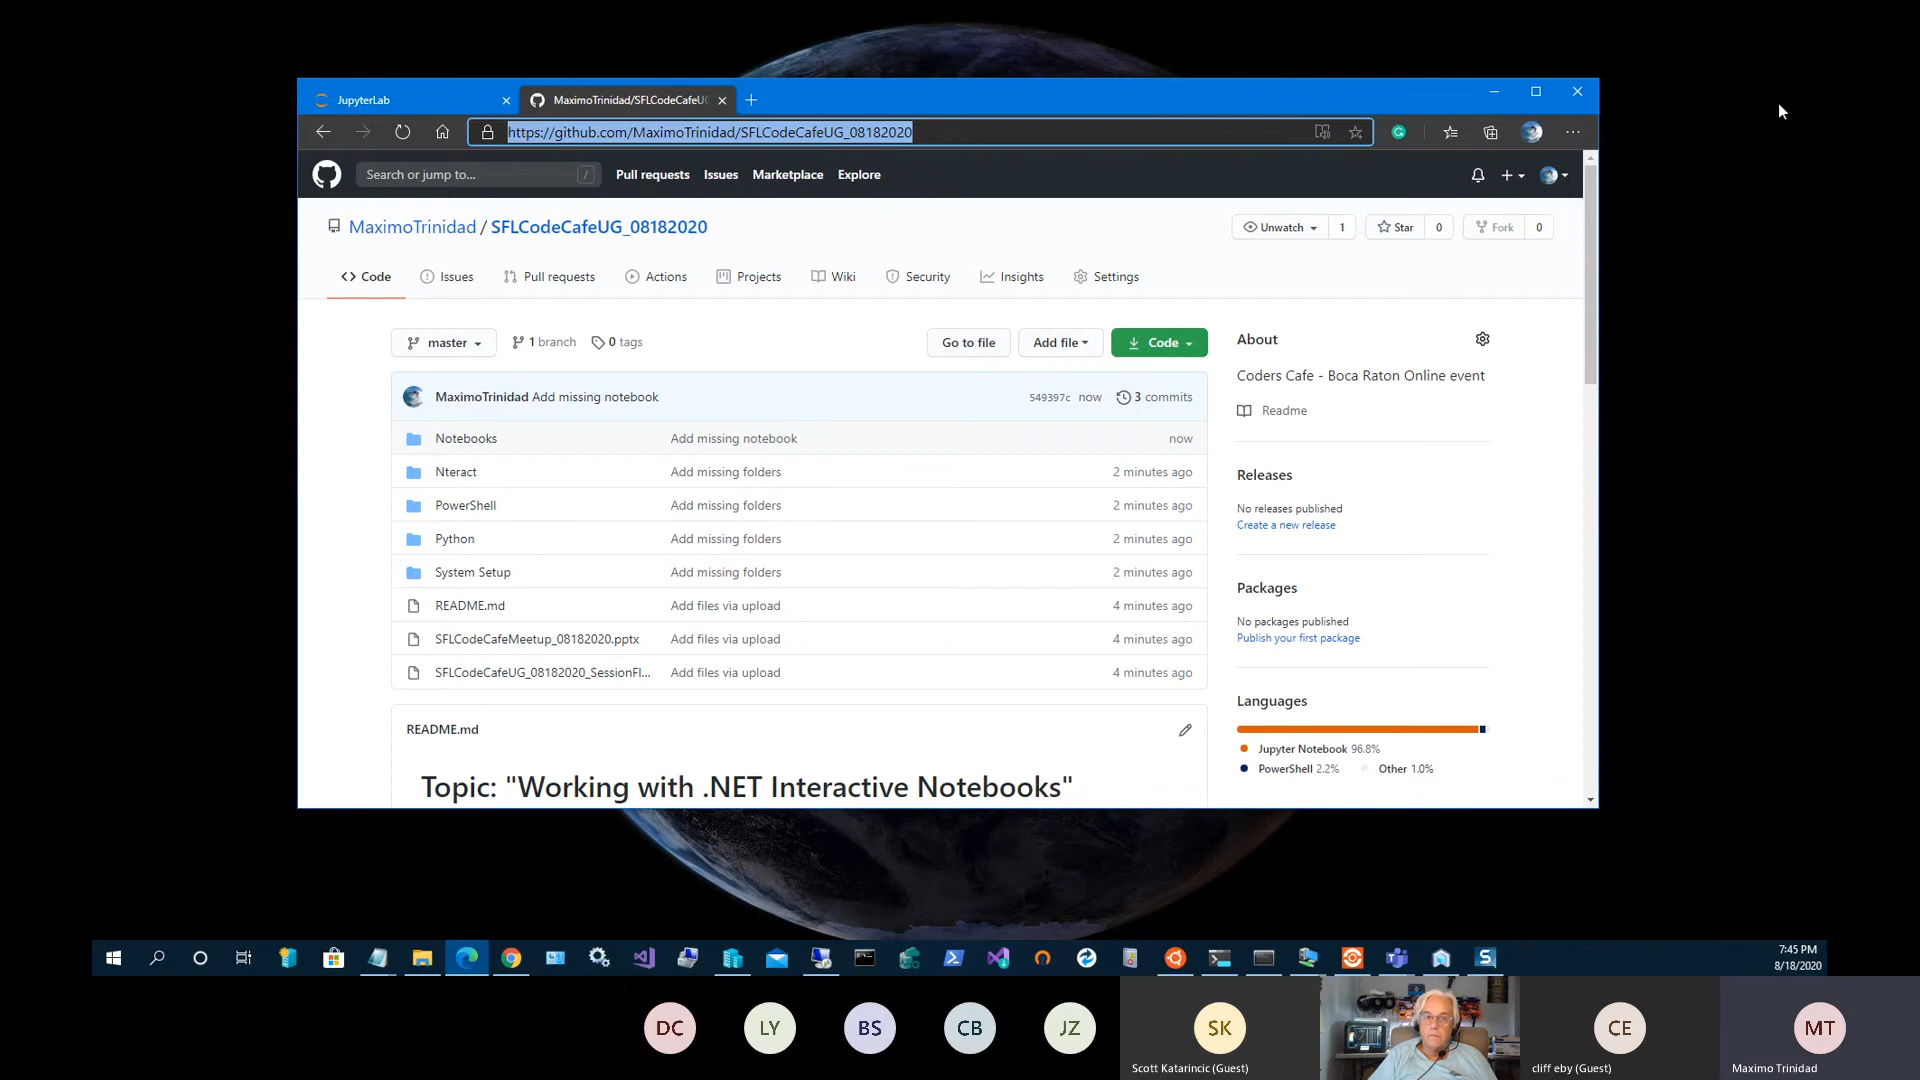 JupyterLab
MaximoTrinidad/SFLCodeCafeUG
https://github.com/MaximoTrinidad/SFLCodeCafeUG_08182020
Search or jump to... /
Pull requests Issues Marketplace Explore
MaximoTrinidad / SFLCodeCafeUG_08182020
Unwatch 1 Star 0 Fork 0
Code Issues Pull requests Actions Projects Wiki Security Insights Settings
master 1 branch 0 tags Go to file Add file Code
MaximoTrinidad Add missing notebook 549397c now 3 commits
Notebooks Add missing notebook now
Nteract Add missing folders 2 minutes ago
PowerShell Add missing folders 2 minutes ago
Python Add missing folders 2 minutes ago
System Setup Add missing folders 2 minutes ago
README.md Add files via upload 4 minutes ago
SFLCodeCafeMeetup_08182020.pptx Add files via upload 4 minutes ago
SFLCodeCafeUG_08182020_SessionFl... Add files via upload 4 minutes ago
README.md
Topic: "Working with .NET Interactive Notebooks"
About
Coders Cafe - Boca Raton Online event
Readme
Releases
No releases published
Create a new release
Packages
No packages published
Publish your first package
Languages
Jupyter Notebook 96.8%
PowerShell 2.2% Other 1.0%
7:45 PM
8/18/2020
DC LY BS CB JZ SK CE MT
Scott Katarincic (Guest) cliff eby (Guest) Maximo Trinidad